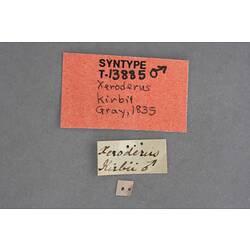 SYNTYPE
T-13885 ♂
Xeroderus
Kirbii
Gray, 1835
Xeroderus
Kirbii ♂